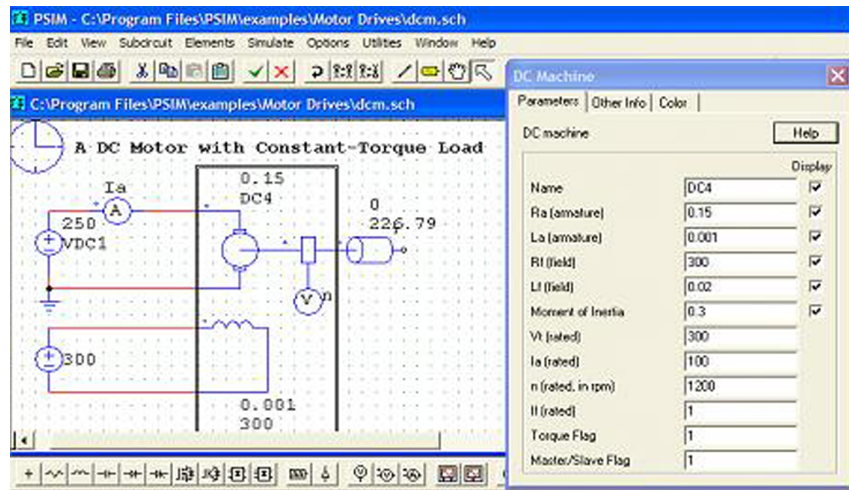 PSIM - C:\Program Files\PSIM\examples\Motor Drives\dcm.sch
File Edit View Subcircuit Elements Simulate Options Utilities Window Help
C:\Program Files\PSIM\examples\Motor Drives\dcm.sch
A DC Motor with Constant-Torque Load
Ia
A
250
VDC1
300
0.15
DC4
0
226.79
V
n
0.001
300
DC Machine
Parameters Other Info Color
DC machine Help
Display
Name DC4
Ra (armature) 0.15
La (armature) 0.001
Rf (field) 300
Lf (field) 0.02
Moment of Inertia 0.3
Vt (rated) 300
Ia (rated) 100
n (rated, in rpm) 1200
If (rated) 1
Torque Flag 1
Master/Slave Flag 1